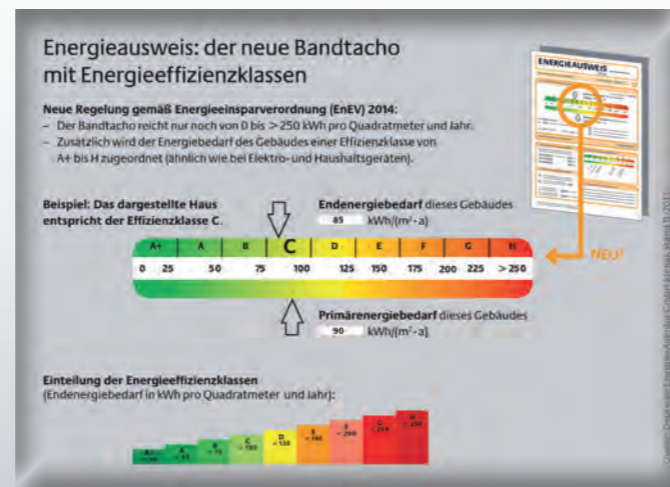 Energieausweis: der neue Bandtacho
mit Energieeffizienzklassen
Neue Regelung gemäß Energieeinsparverordnung (EnEV) 2014:
– Der Bandtacho reicht nur noch von 0 bis > 250 kWh pro Quadratmeter und Jahr.
– Zusätzlich wird der Energiebedarf des Gebäudes einer Effizienzklasse von
A+ bis H zugeordnet (ähnlich wie bei Elektro- und Haushaltsgeräten).
ENERGIEAUSWEIS
NEU!
Beispiel: Das dargestellte Haus
entspricht der Effizienzklasse C.
Endenergiebedarf dieses Gebäudes
85 kWh/(m²·a)
A+ A B C D E F G H
0 25 50 75 100 125 150 175 200 225 > 250
Primärenergiebedarf dieses Gebäudes
90 kWh/(m²·a)
Einteilung der Energieeffizienzklassen
(Endenergiebedarf in kWh pro Quadratmeter und Jahr):
A+ A B C D E F G H